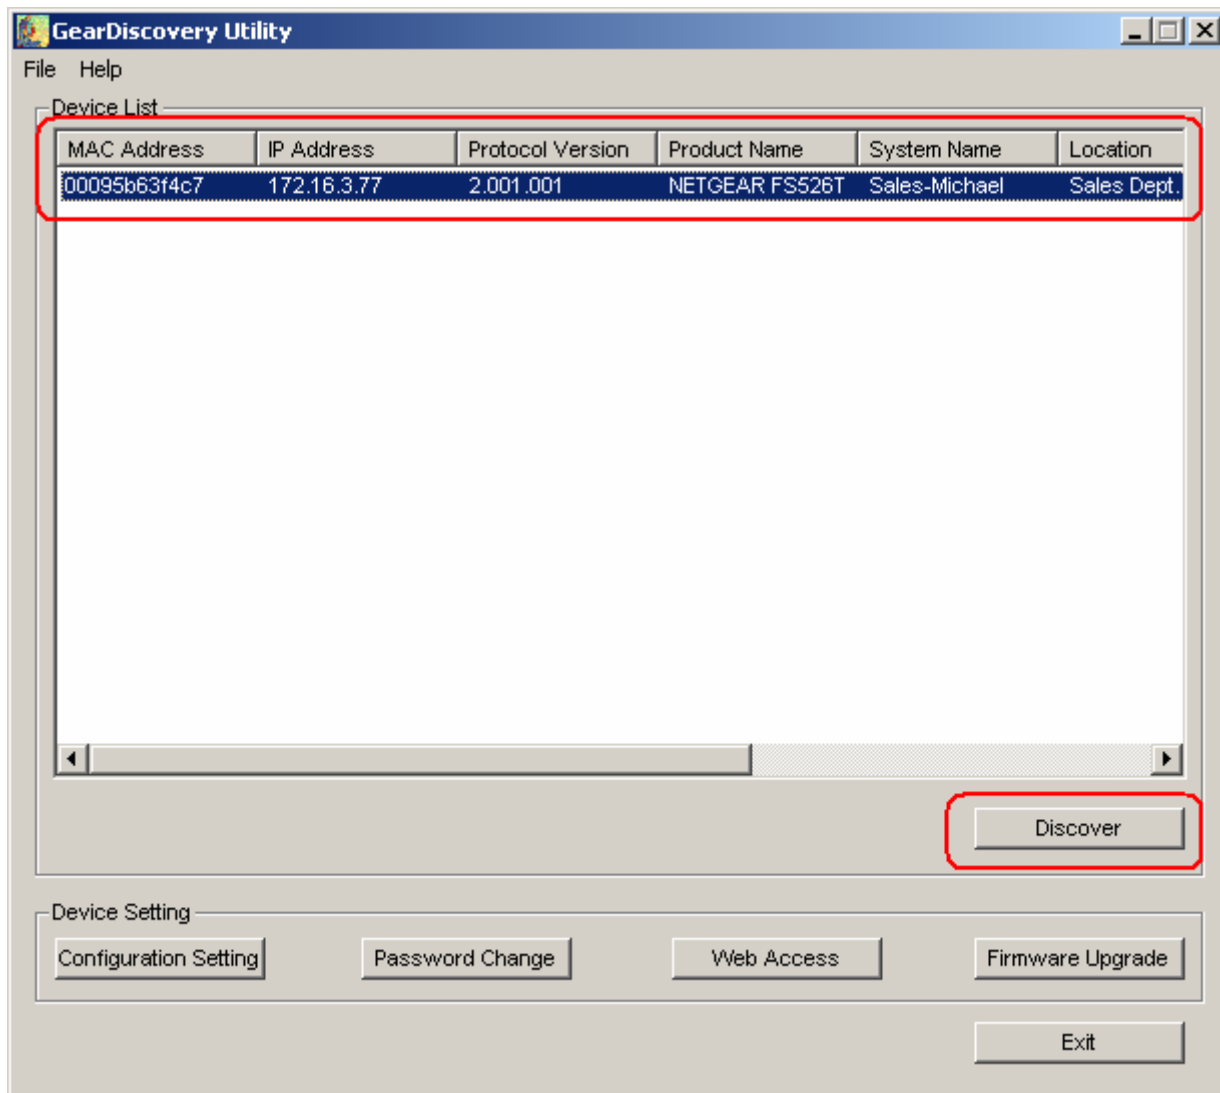 GearDiscovery Utility
File Help
Device List
MAC Address IP Address Protocol Version Product Name System Name Location
00095b63f4c7 172.16.3.77 2.001.001 NETGEAR FS526T Sales-Michael Sales Dept.
Discover
Device Setting
Configuration Setting Password Change Web Access Firmware Upgrade
Exit